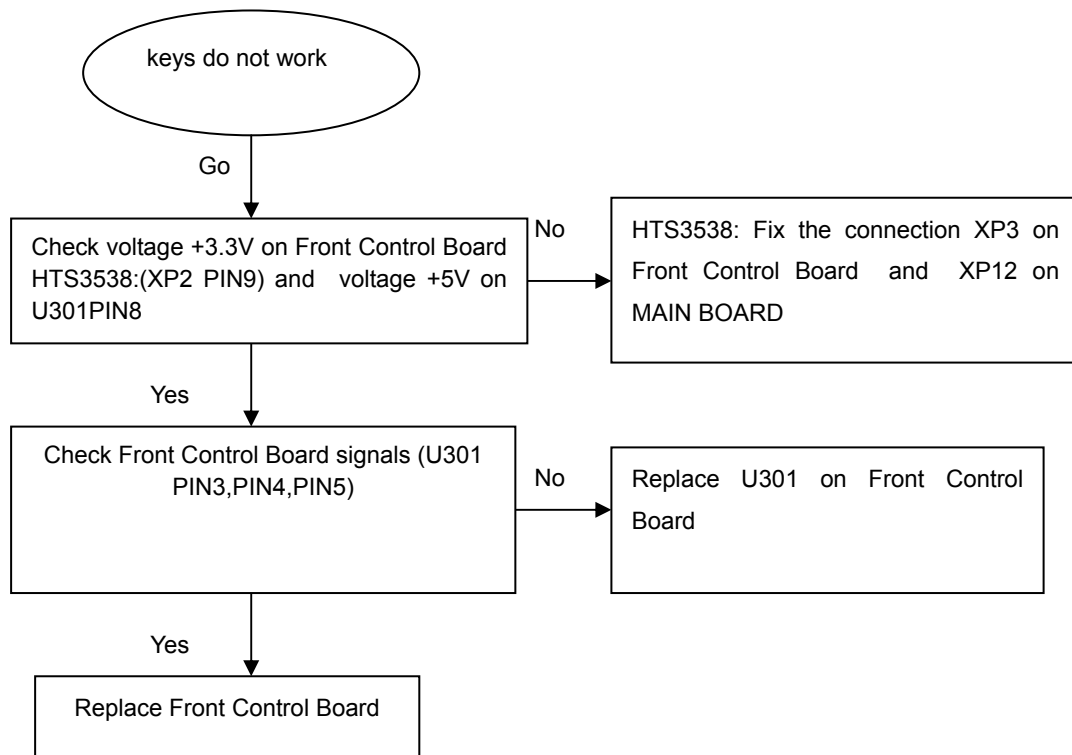 keys do not work
Go
Check voltage +3.3V on Front Control Board
HTS3538:(XP2 PIN9) and voltage +5V on
U301PIN8
No
HTS3538: Fix the connection XP3 on
Front Control Board and XP12 on
MAIN BOARD
Yes
Check Front Control Board signals (U301
PIN3,PIN4,PIN5)
No
Replace U301 on Front Control
Board
Yes
Replace Front Control Board